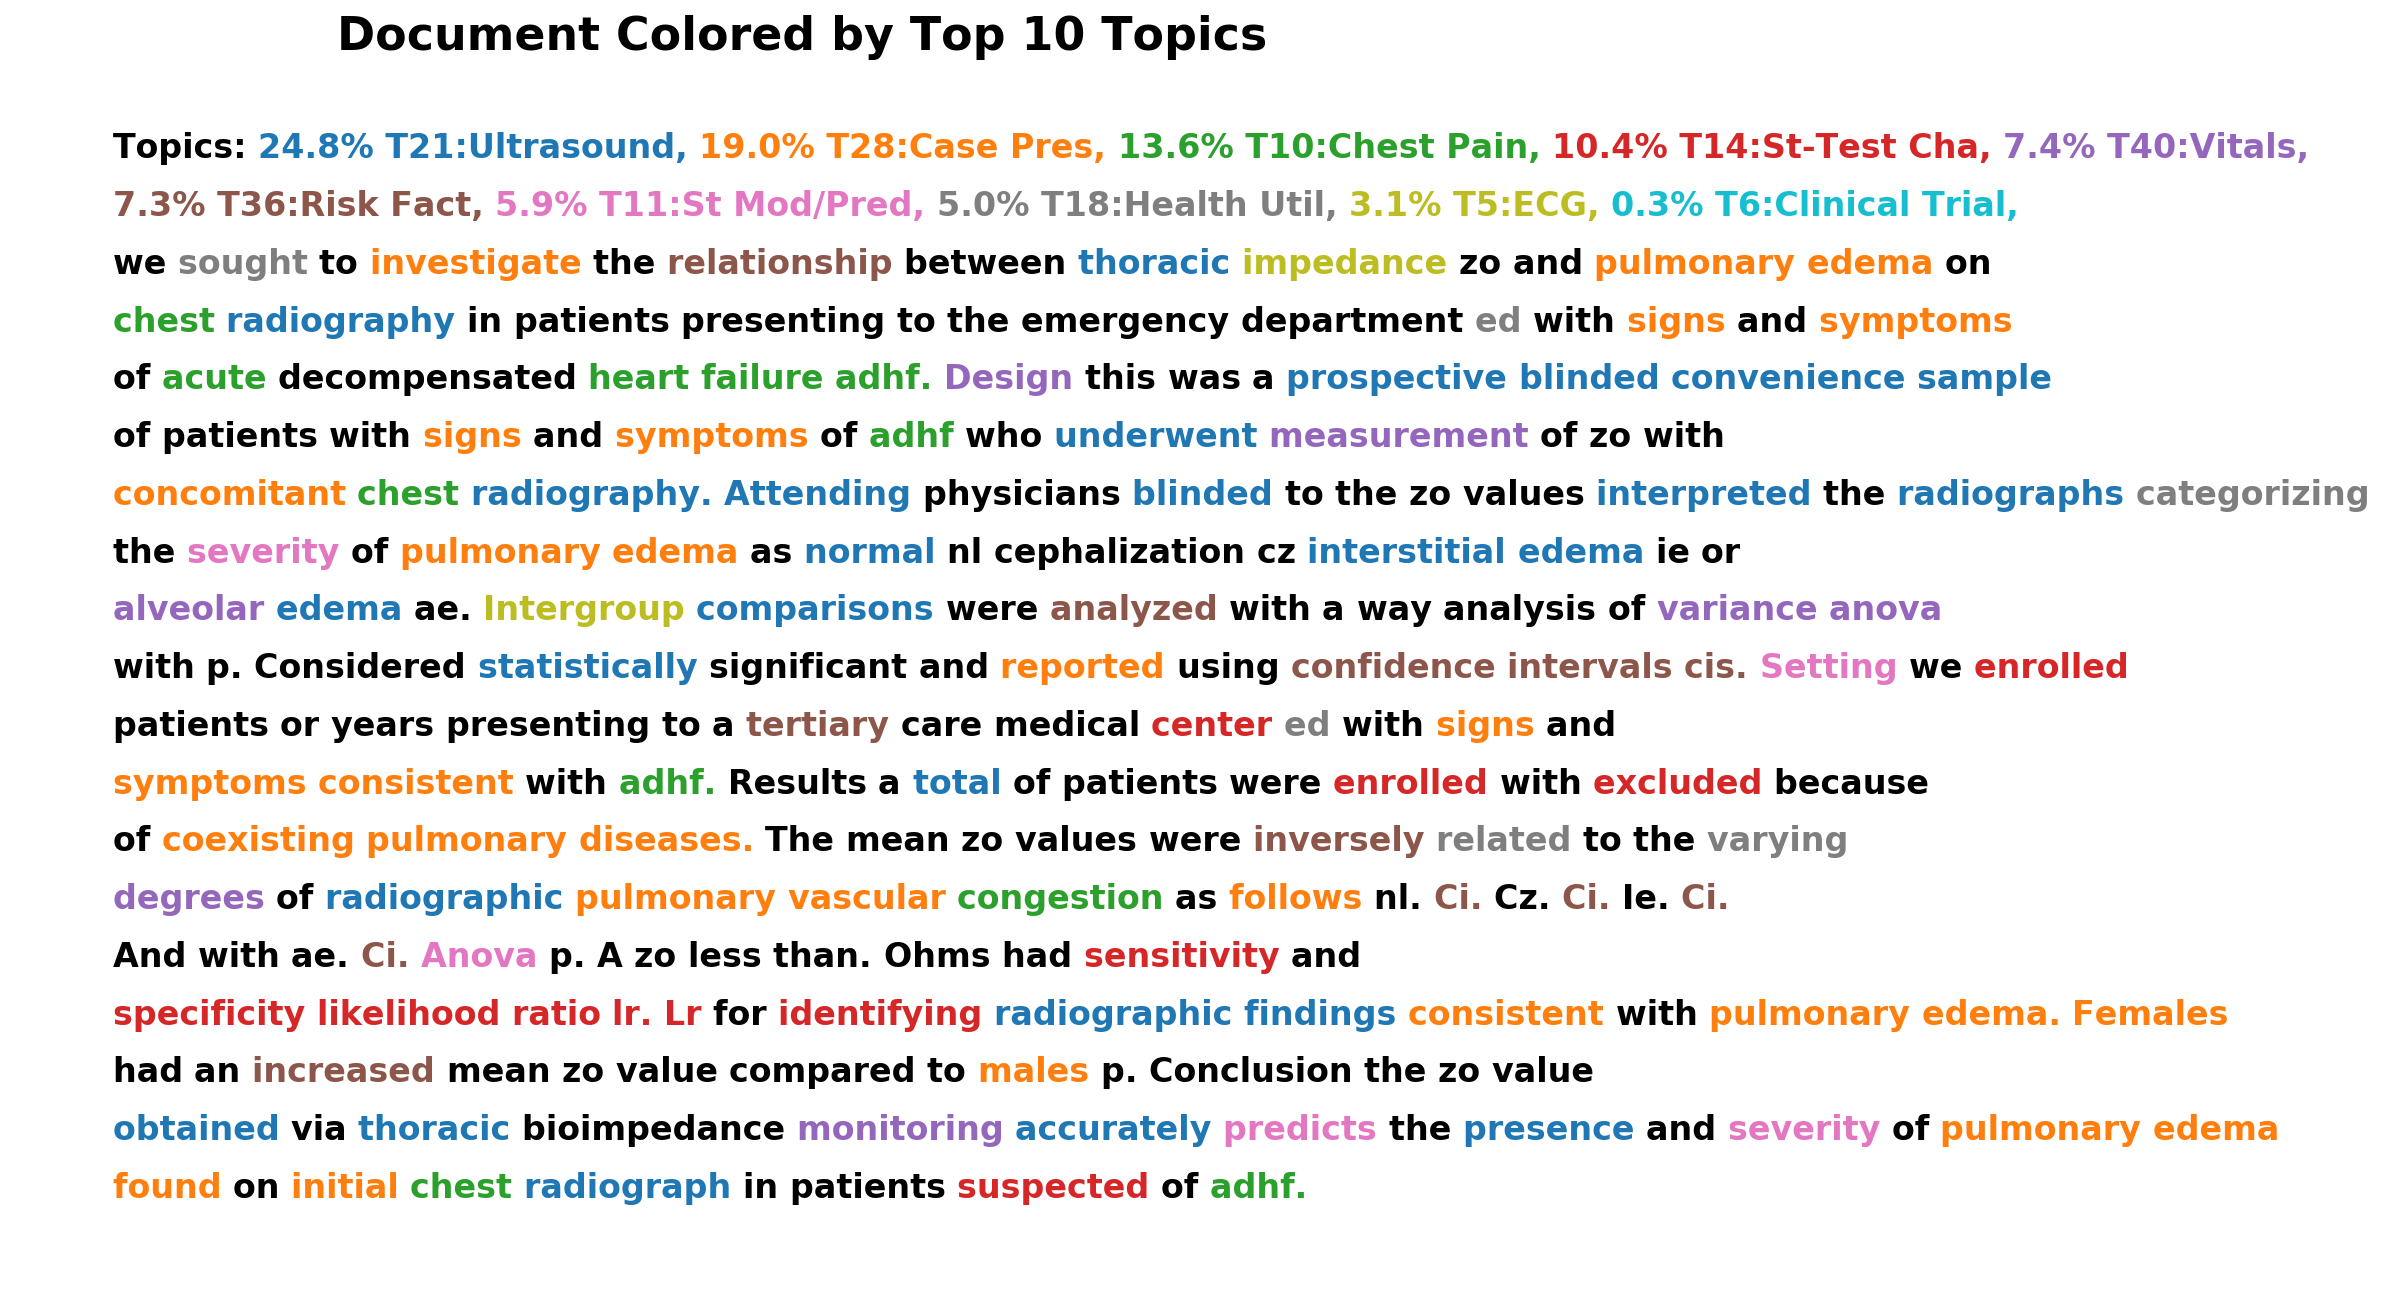 Document Colored by Top 10 Topics
Topics: 24.8% T21:Ultrasound, 19.0% T28:Case Pres, 13.6% T10:Chest Pain, 10.4% T14:St-Test Cha, 7.4% T40:Vitals,
7.3% T36:Risk Fact, 5.9% T11:St Mod/Pred, 5.0% T18:Health Util, 3.1% T5:ECG, 0.3% T6:Clinical Trial,
we sought to investigate the relationship between thoracic impedance zo and pulmonary edema on
chest radiography in patients presenting to the emergency department ed with signs and symptoms
of acute decompensated heart failure adhf. Design this was a prospective blinded convenience sample
of patients with signs and symptoms of adhf who underwent measurement of zo with
concomitant chest radiography. Attending physicians blinded to the zo values interpreted the radiographs categorizing
the severity of pulmonary edema as normal nl cephalization cz interstitial edema ie or
alveolar edema ae. Intergroup comparisons were analyzed with a way analysis of variance anova
with p. Considered statistically significant and reported using confidence intervals cis. Setting we enrolled
patients or years presenting to a tertiary care medical center ed with signs and
symptoms consistent with adhf. Results a total of patients were enrolled with excluded because
of coexisting pulmonary diseases. The mean zo values were inversely related to the varying
degrees of radiographic pulmonary vascular congestion as follows nl. Ci. Cz. Ci. Ie. Ci.
And with ae. Ci. Anova p. A zo less than. Ohms had sensitivity and
specificity likelihood ratio lr. Lr for identifying radiographic findings consistent with pulmonary edema. Females
had an increased mean zo value compared to males p. Conclusion the zo value
obtained via thoracic bioimpedance monitoring accurately predicts the presence and severity of pulmonary edema
found on initial chest radiograph in patients suspected of adhf.